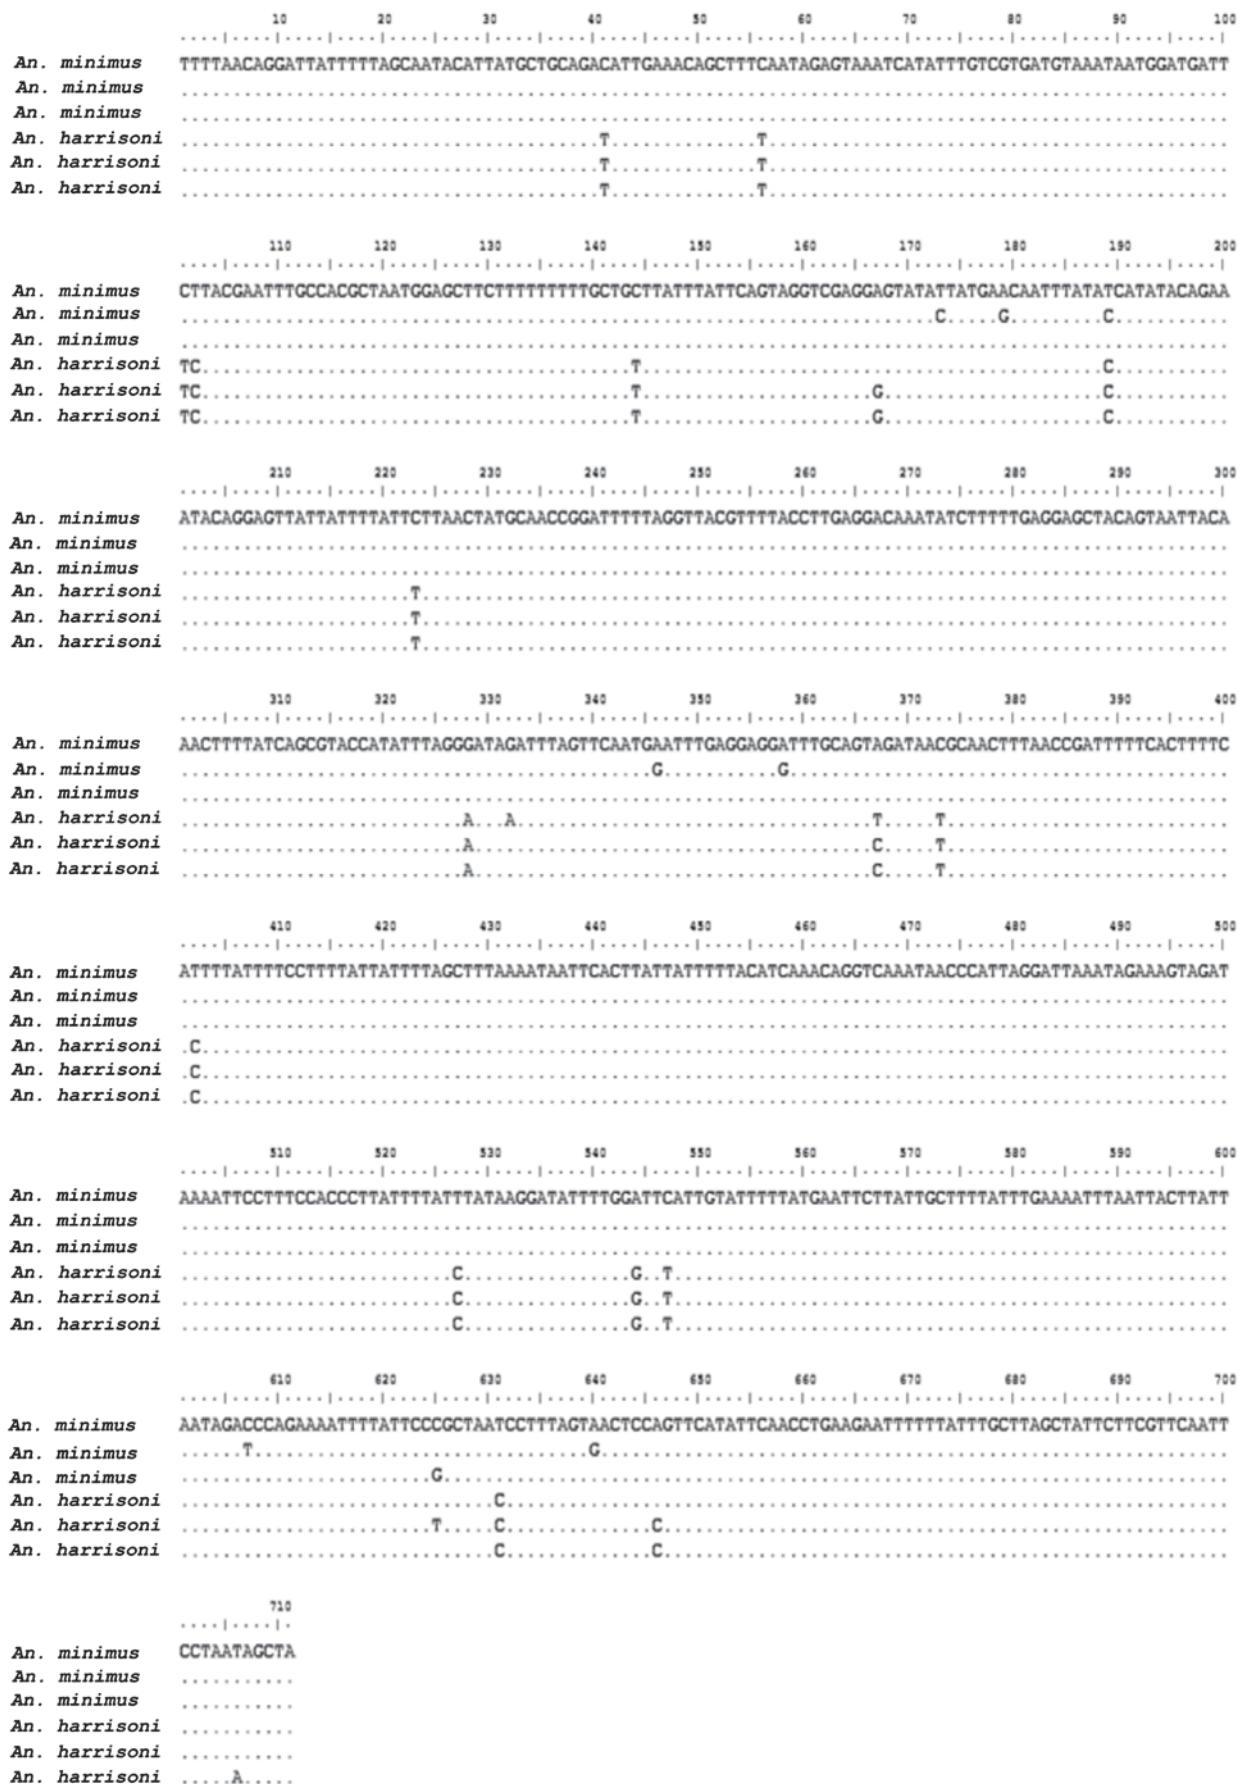 10 20 30 40 50 60 70 80 90 100
....|....|....|....|....|....|....|....|....|....|....|....|....|....|....|....|....|....|....|....|
An. minimus TTTTAACAGGATTATTTTTAGCAATACATTATGCTGCAGACATTGAAACAGCTTTCAATAGAGTAAATCATATTTGTCGTGATGTAAATAATGGATGATT
An. minimus ....................................................................................................
An. minimus ....................................................................................................
An. harrisoni ........................................T..............T............................................
An. harrisoni ........................................T..............T............................................
An. harrisoni ........................................T..............T............................................
110 120 130 140 150 160 170 180 190 200
....|....|....|....|....|....|....|....|....|....|....|....|....|....|....|....|....|....|....|....|
An. minimus CTTACGAATTTGCCACGCTAATGGAGCTTCTTTTTTTTTGCTGCTTATTTATTCAGTAGGTCGAGGAGTATATTATGAACAATTTATATCATATACAGAA
An. minimus ........................................................................C.....G.........C...........
An. minimus ....................................................................................................
An. harrisoni TC.........................................T............................................C...........
An. harrisoni TC.........................................T......................G.....................C...........
An. harrisoni TC.........................................T......................G.....................C...........
210 220 230 240 250 260 270 280 290 300
....|....|....|....|....|....|....|....|....|....|....|....|....|....|....|....|....|....|....|....|
An. minimus ATACAGGAGTTATTATTTTATTCTTAACTATGCAACCGGATTTTTAGGTTACGTTTTACCTTGAGGACAAATATCTTTTTGAGGAGCTACAGTAATTACA
An. minimus ....................................................................................................
An. minimus ....................................................................................................
An. harrisoni ......................T.............................................................................
An. harrisoni ......................T.............................................................................
An. harrisoni ......................T.............................................................................
310 320 330 340 350 360 370 380 390 400
....|....|....|....|....|....|....|....|....|....|....|....|....|....|....|....|....|....|....|....|
An. minimus AACTTTTATCAGCGTACCATATTTAGGGATAGATTTAGTTCAATGAATTTGAGGAGGATTTGCAGTAGATAACGCAACTTTAACCGATTTTTCACTTTTC
An. minimus .............................................G...........G..........................................
An. minimus ....................................................................................................
An. harrisoni ...........................A...A..................................T.....T...........................
An. harrisoni ...........................A......................................C.....T...........................
An. harrisoni ...........................A......................................C.....T...........................
410 420 430 440 450 460 470 480 490 500
....|....|....|....|....|....|....|....|....|....|....|....|....|....|....|....|....|....|....|....|
An. minimus ATTTTATTTTCCTTTTATTATTTTAGCTTTAAAATAATTCACTTATTATTTTTACATCAAACAGGTCAAATAACCCATTAGGATTAAATAGAAAGTAGAT
An. minimus ....................................................................................................
An. minimus ....................................................................................................
An. harrisoni .C..................................................................................................
An. harrisoni .C..................................................................................................
An. harrisoni .C..................................................................................................
510 520 530 540 550 560 570 580 590 600
....|....|....|....|....|....|....|....|....|....|....|....|....|....|....|....|....|....|....|....|
An. minimus AAAATTCCTTTCCACCCTTATTTTATTTATAAGGATATTTTGGATTCATTGTATTTTTATGAATTCTTATTGCTTTTATTTGAAAATTTAATTACTTATT
An. minimus ....................................................................................................
An. minimus ....................................................................................................
An. harrisoni ..........................C................G..T.....................................................
An. harrisoni ..........................C................G..T.....................................................
An. harrisoni ..........................C................G..T.....................................................
610 620 630 640 650 660 670 680 690 700
....|....|....|....|....|....|....|....|....|....|....|....|....|....|....|....|....|....|....|....|
An. minimus AATAGACCCAGAAAATTTTATTCCCGCTAATCCTTTAGTAACTCCAGTTCATATTCAACCTGAAGAATTTTTTATTTGCTTAGCTATTCTTCGTTCAATT
An. minimus ......T................................G............................................................
An. minimus ........................G...........................................................................
An. harrisoni ..............................C.....................................................................
An. harrisoni ........................T.....C..............C......................................................
An. harrisoni ..............................C..............C......................................................
710
....|....|.
An. minimus CCTAATAGCTA
An. minimus ...........
An. minimus ...........
An. harrisoni ...........
An. harrisoni ...........
An. harrisoni .....A.....